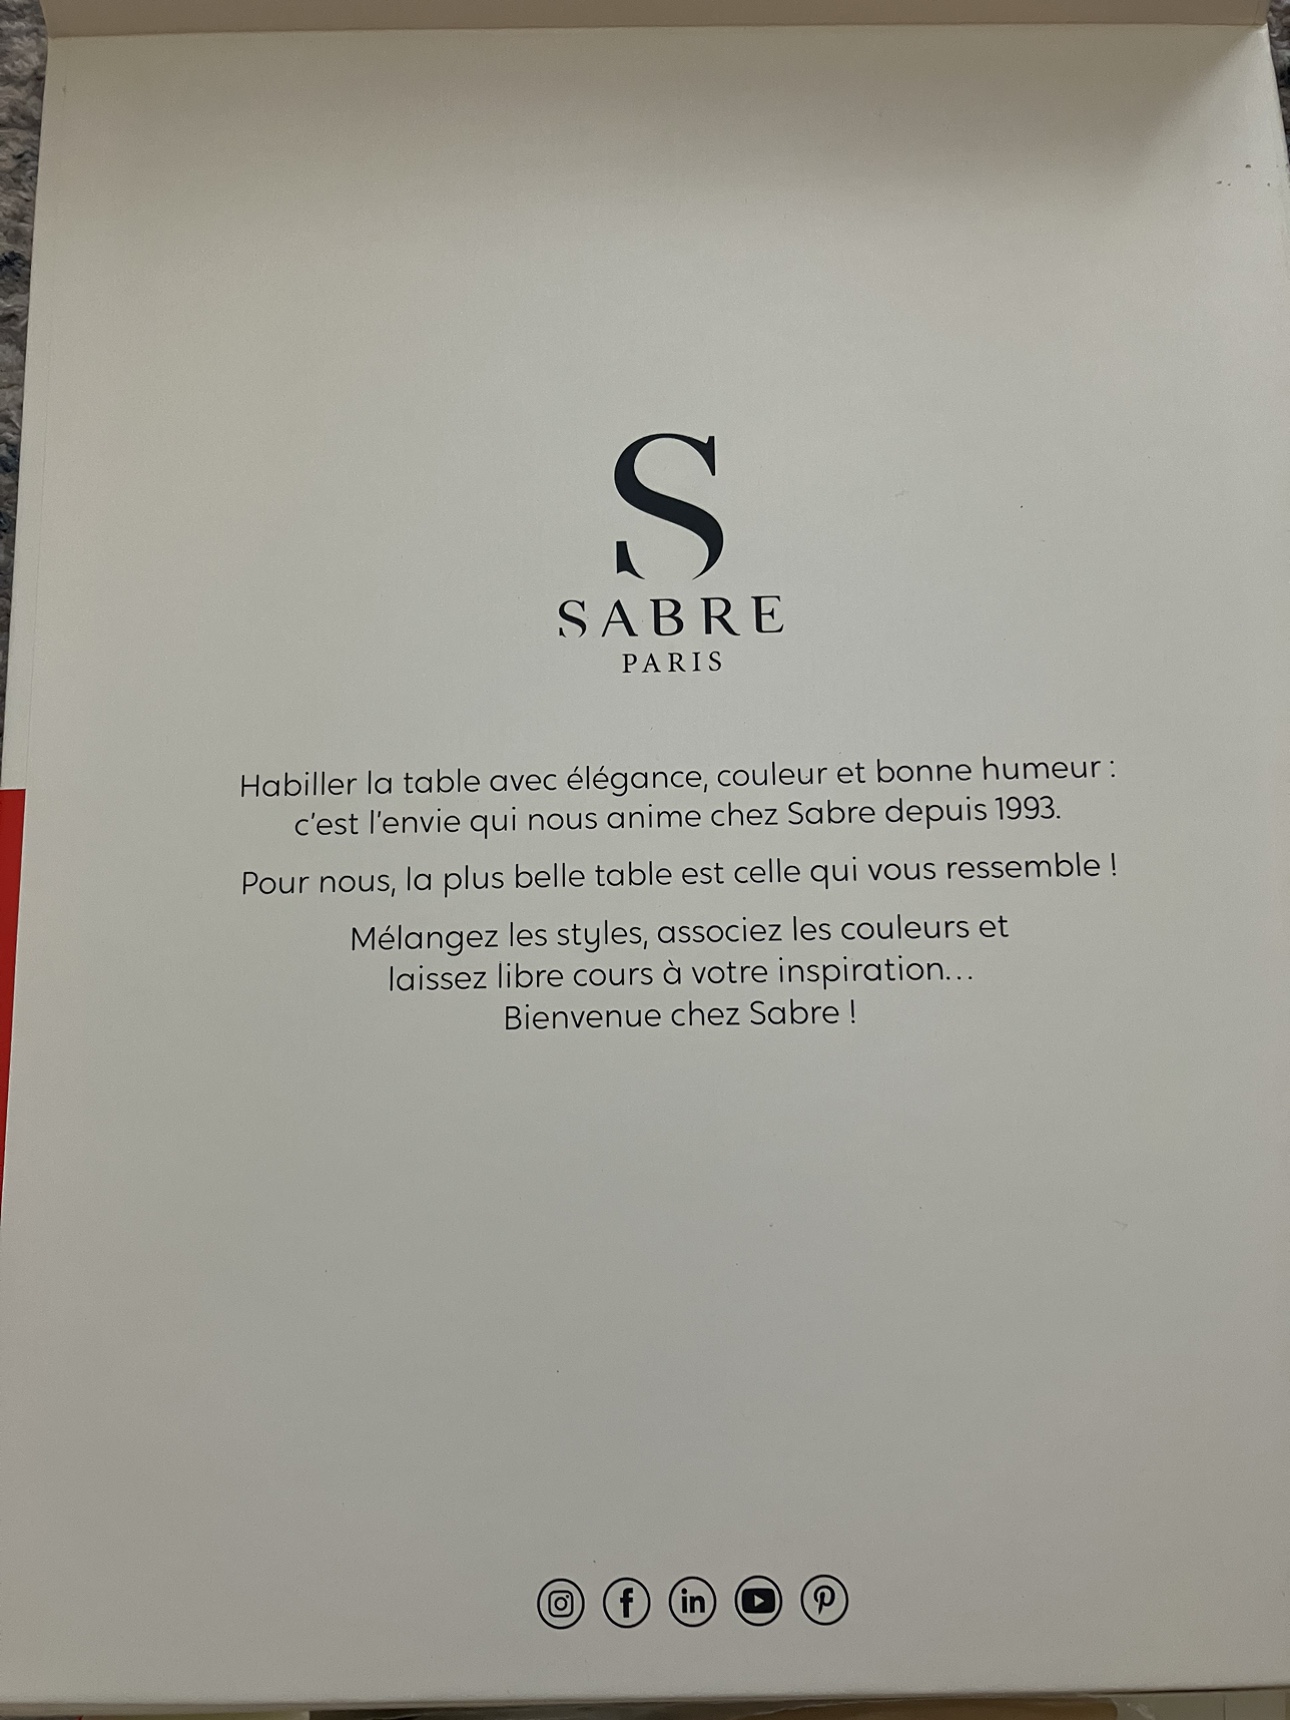 S
SABRE
PARIS
Habiller la table avec élégance, couleur et bonne humeur :
c'est l'envie qui nous anime chez Sabre depuis 1993.
Pour nous, la plus belle table est celle qui vous ressemble !
Mélangez les styles, associez les couleurs et
laissez libre cours à votre inspiration...
Bienvenue chez Sabre !